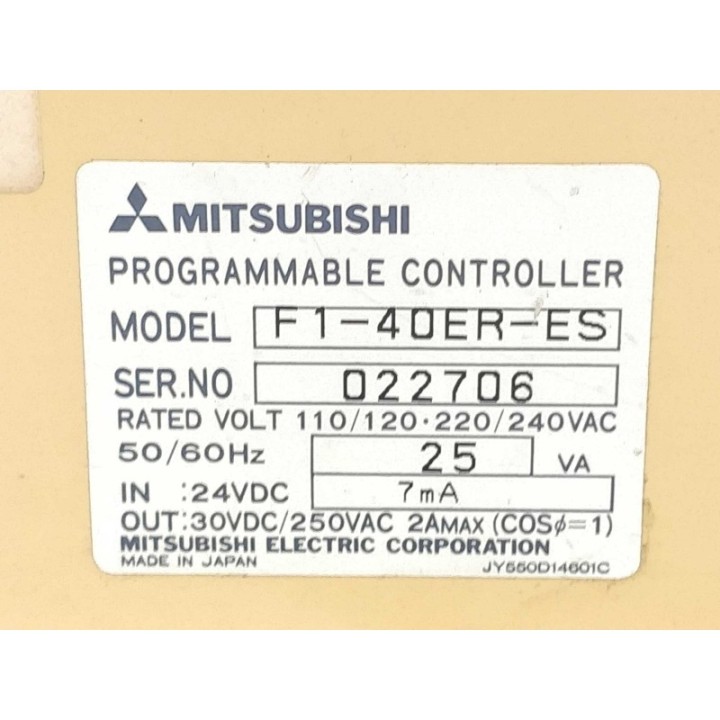 MITSUBISHI
PROGRAMMABLE CONTROLLER
MODEL F1-40ER-ES
SER.NO 022706
RATED VOLT 110/120·220/240VAC
50/60Hz 25 VA
IN :24VDC 7mA
OUT:30VDC/250VAC 2AMAX (COSφ=1)
MITSUBISHI ELECTRIC CORPORATION
MADE IN JAPAN JY550D14601C